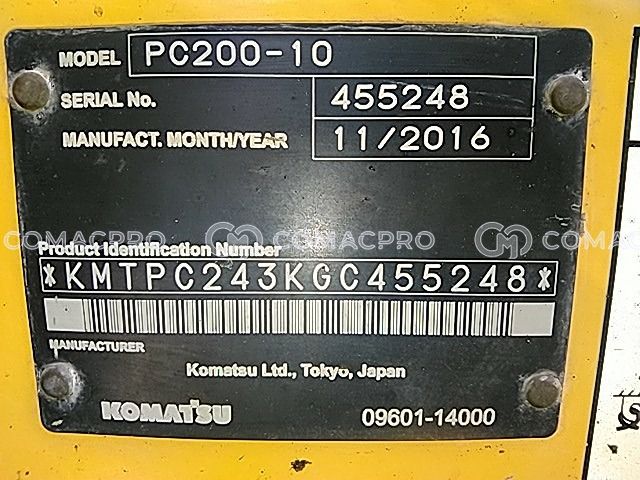 MODEL PC200-10
SERIAL No. 455248
MANUFACT. MONTH/YEAR 11/2016
COMACPRO COMACPRO COMA
Product Identification Number
*KMTPC243KGC455248*
MANUFACTURER
Komatsu Ltd., Tokyo, Japan
KOMATSU 09601-14000